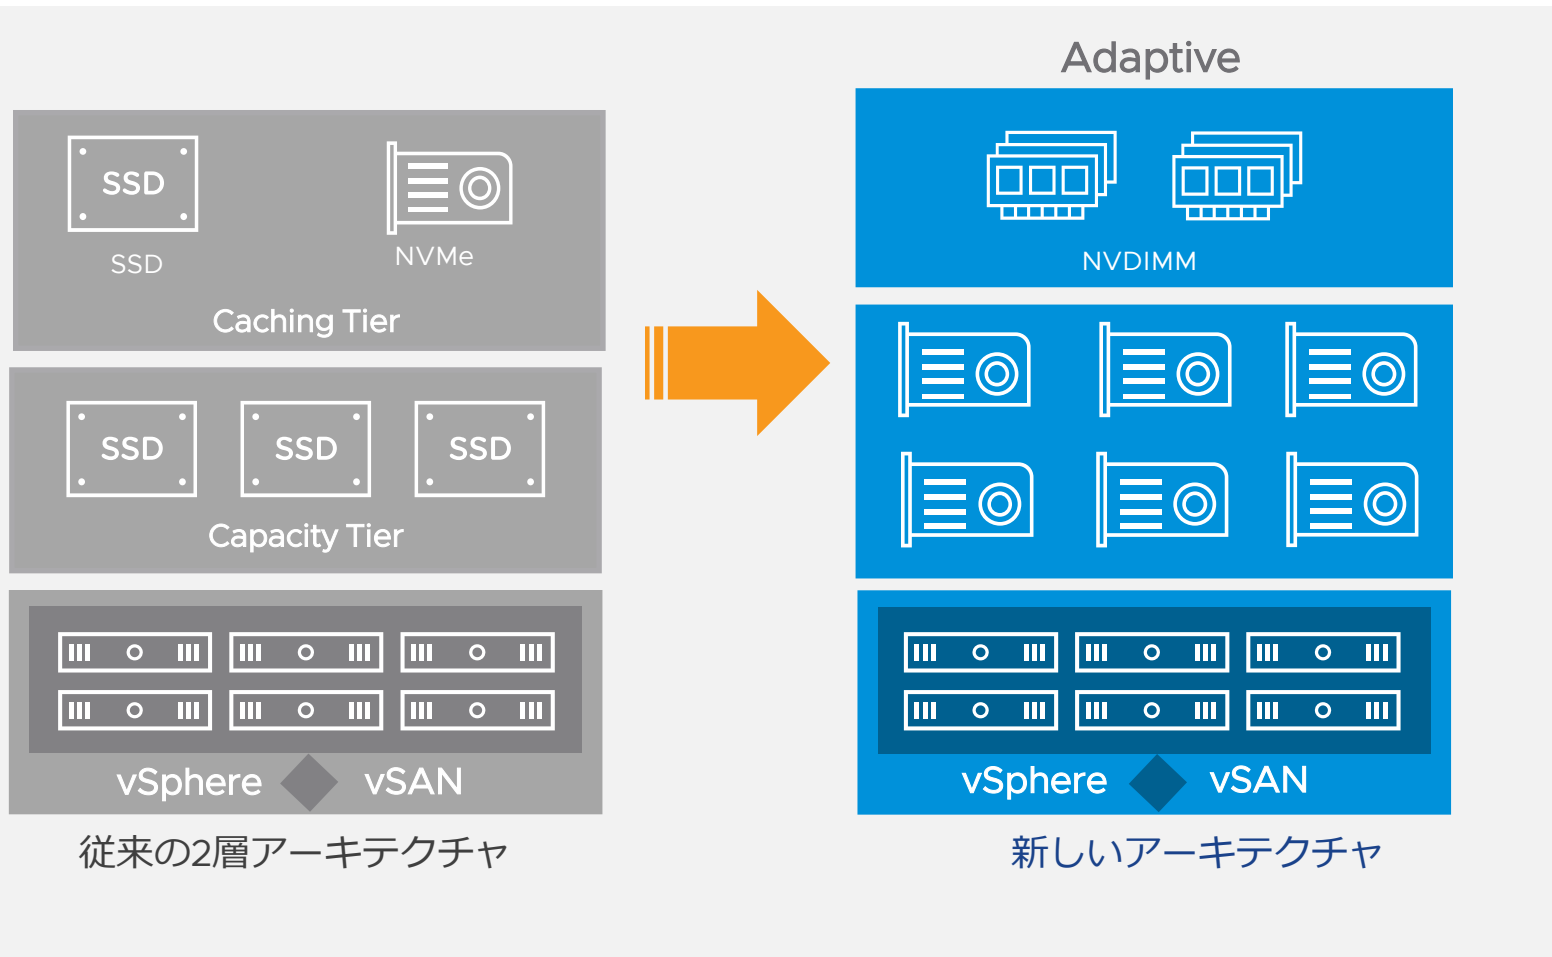 Adaptive
SSD
SSD
NVMe
Caching Tier
SSD
SSD
SSD
Capacity Tier
vSphere
vSAN
従来の2層アーキテクチャ
NVDIMM
vSphere
vSAN
新しいアーキテクチャ